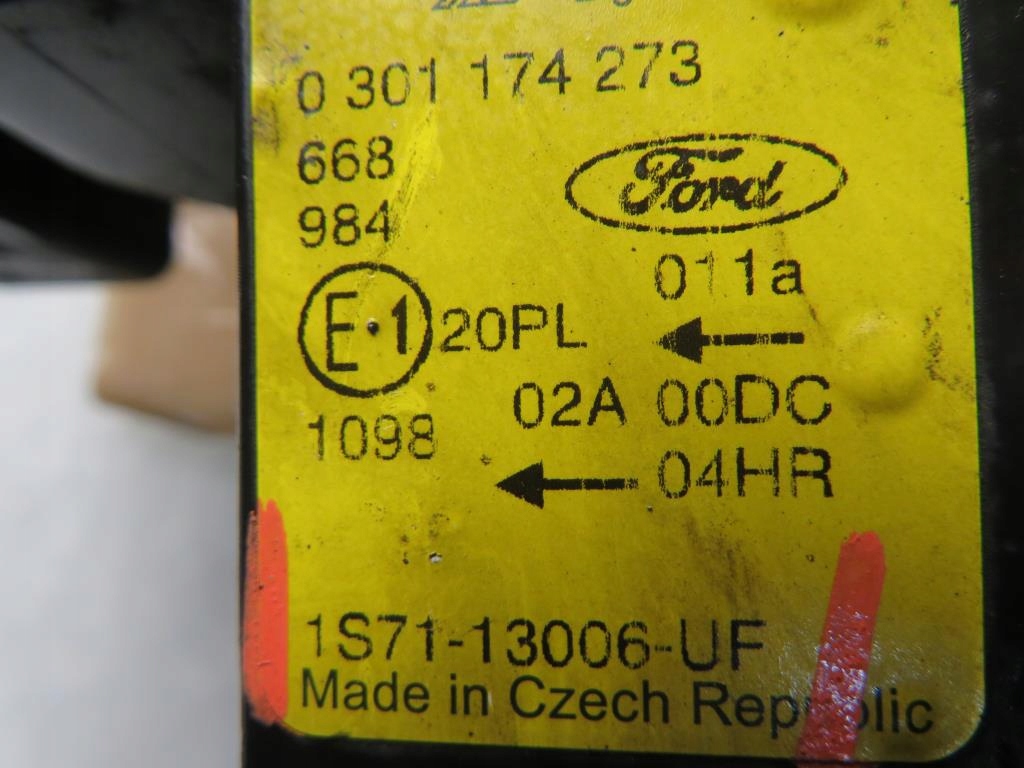 0 301 174 273
668
984
Ford
011a
E1 20PL
←
02A 00DC
1098
← 04HR
1S71-13006-UF
Made in Czech Republic